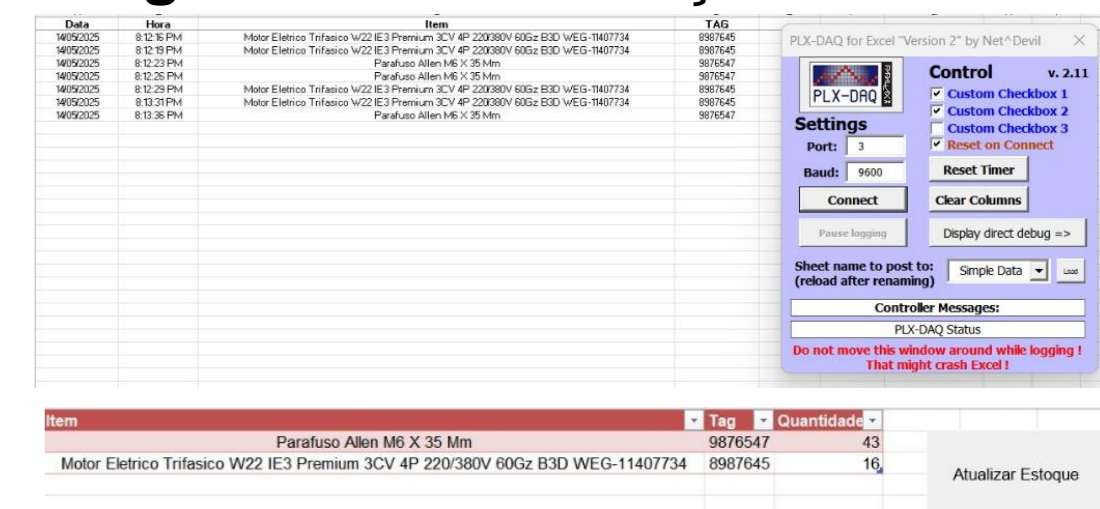 Data Hora Item TAG
14/05/2025 8:12:16 PM Motor Eletrico Trifasico W22 IE3 Premium 3CV 4P 220/380V 60Gz B3D WEG-11407734 8987645
14/05/2025 8:12:19 PM Motor Eletrico Trifasico W22 IE3 Premium 3CV 4P 220/380V 60Gz B3D WEG-11407734 8987645
14/05/2025 8:12:23 PM Parafuso Allen M6 X 35 Mm 9876547
14/05/2025 8:12:26 PM Parafuso Allen M6 X 35 Mm 9876547
14/05/2025 8:12:29 PM Motor Eletrico Trifasico W22 IE3 Premium 3CV 4P 220/380V 60Gz B3D WEG-11407734 8987645
14/05/2025 8:13:31 PM Motor Eletrico Trifasico W22 IE3 Premium 3CV 4P 220/380V 60Gz B3D WEG-11407734 8987645
14/05/2025 8:13:36 PM Parafuso Allen M6 X 35 Mm 9876547
PLX-DAQ for Excel "Version 2" by Net^Devil
PLX-DAQ PARALLAX
Control v. 2.11
Custom Checkbox 1
Custom Checkbox 2
Custom Checkbox 3
Reset on Connect
Settings
Port: 3
Baud: 9600
Reset Timer
Connect
Clear Columns
Pause logging
Display direct debug =>
Sheet name to post to:
(reload after renaming)
Simple Data
Load
Controller Messages:
PLX-DAQ Status
Do not move this window around while logging !
That might crash Excel !
Item Tag Quantidade
Parafuso Allen M6 X 35 Mm 9876547 43
Motor Eletrico Trifasico W22 IE3 Premium 3CV 4P 220/380V 60Gz B3D WEG-11407734 8987645 16
Atualizar Estoque